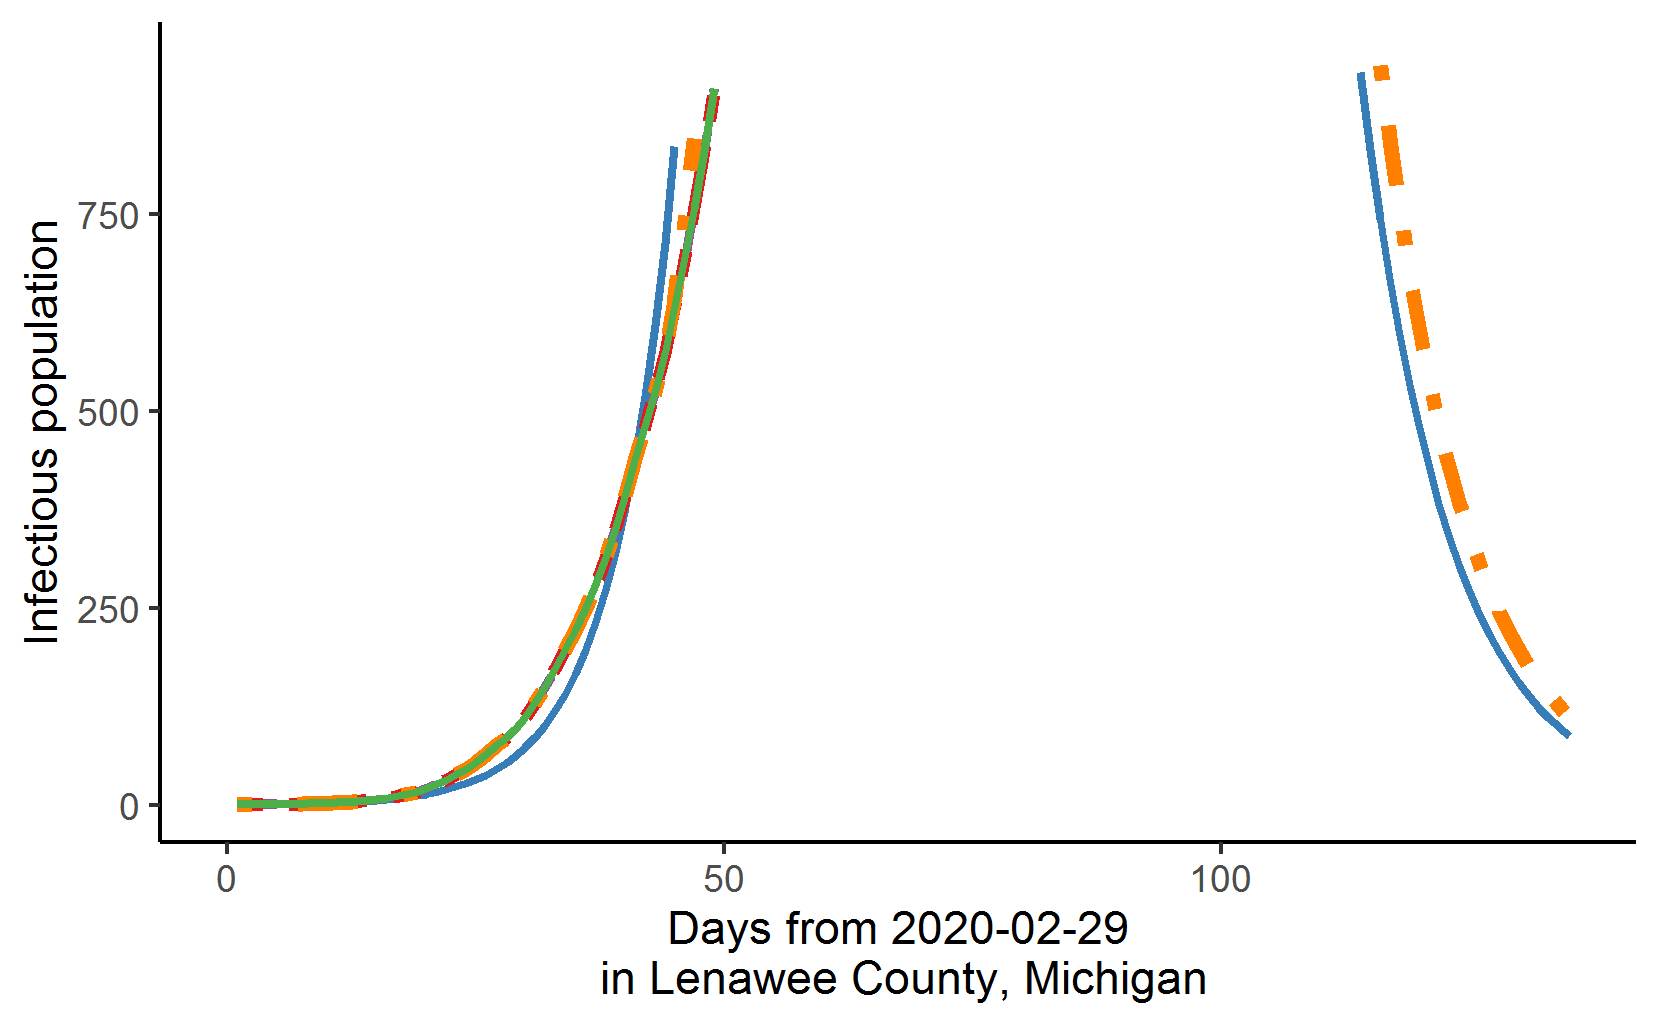 Infectious population
750
500
250
0
0
50
100
Days from 2020-02-29
in Lenawee County, Michigan